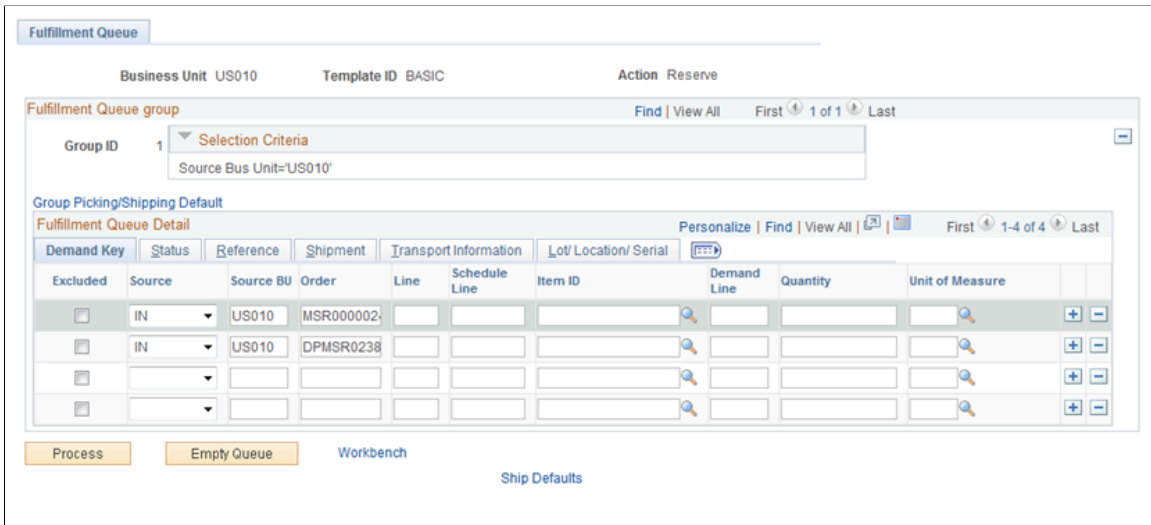 Fulfillment Queue
Business Unit US010 Template ID BASIC Action Reserve
Fulfillment Queue group Find | View All First 1 of 1 Last
Group ID 1 Selection Criteria
Source Bus Unit='US010'
Group Picking/Shipping Default
Fulfillment Queue Detail Personalize | Find | View All | | First 1-4 of 4 Last
Demand Key Status Reference Shipment Transport Information Lot/ Location/ Serial
Excluded Source Source BU Order Line Schedule Line Item ID Demand Line Quantity Unit of Measure
IN US010 MSR000002
IN US010 DPMSR0238
Process Empty Queue Workbench
Ship Defaults